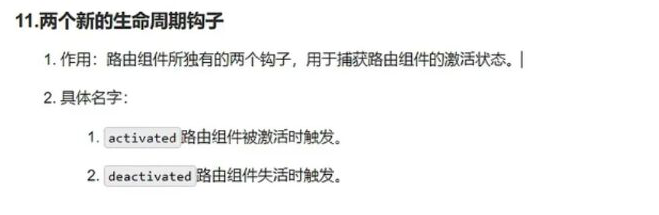 11.两个新的生命周期钩子
1. 作用：路由组件所独有的两个钩子，用于捕获路由组件的激活状态。
2. 具体名字：
1. activated路由组件被激活时触发。
2. deactivated路由组件失活时触发。